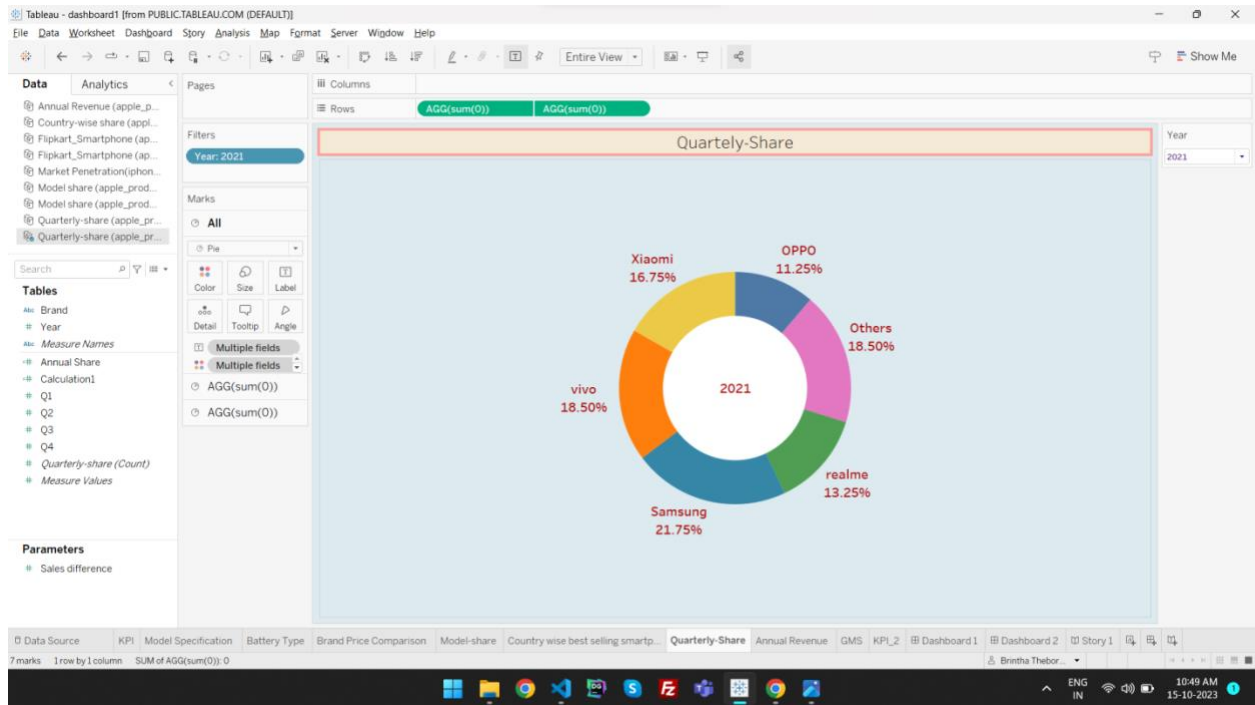 Tableau - dashboard1 [from PUBLIC.TABLEAU.COM (DEFAULT)]
File Data Worksheet Dashboard Story Analysis Map Format Server Window Help
Entire View
Show Me
Data Analytics
Annual Revenue (apple_p...
Country-wise share (appl...
Flipkart_Smartphone (ap...
Flipkart_Smartphone (ap...
Market Penetration(iphon...
Model share (apple_prod...
Model share (apple_prod...
Quarterly-share (apple_pr...
Quarterly-share (apple_pr...
Search
Tables
Abc Brand
# Year
Abc Measure Names
=# Annual Share
=# Calculation1
# Q1
# Q2
# Q3
# Q4
# Quarterly-share (Count)
# Measure Values
Parameters
# Sales difference
Pages
Filters
Year: 2021
Marks
All
Pie
Color Size Label
Detail Tooltip Angle
Multiple fields
Multiple fields
AGG(sum(0))
AGG(sum(0))
Columns
Rows AGG(sum(0)) AGG(sum(0))
Quartely-Share
OPPO
11.25%
Xiaomi
16.75%
Others
18.50%
vivo
18.50%
2021
realme
13.25%
Samsung
21.75%
Year
2021
Data Source KPI Model Specification Battery Type Brand Price Comparison Model-share Country wise best selling smartp... Quarterly-Share Annual Revenue GMS KPI_2 Dashboard 1 Dashboard 2 Story 1
7 marks 1 row by 1 column SUM of AGG(sum(0)): 0 Brintha Thebor...
ENG
IN
10:49 AM
15-10-2023
1